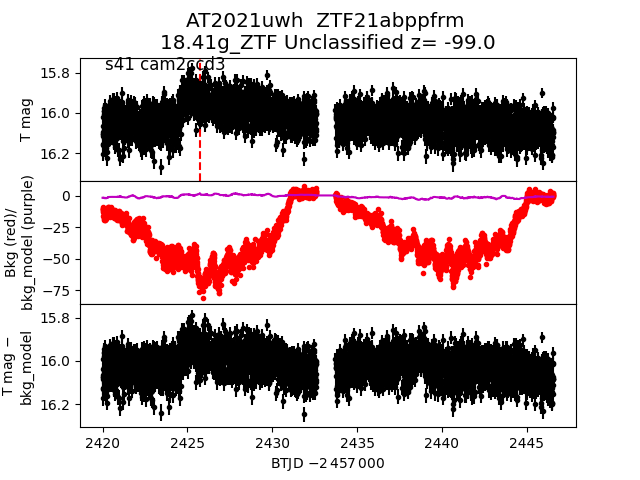 AT2021uwh  ZTF21abppfrm
18.41g_ZTF Unclassified z= -99.0
s41 cam2ccd3
15.8
16.0
16.2
T mag
0
−25
−50
−75
Bkg (red)/
bkg_model (purple)
15.8
16.0
16.2
T mag −
bkg_model
2420 2425 2430 2435 2440 2445
BTJD −2 457 000